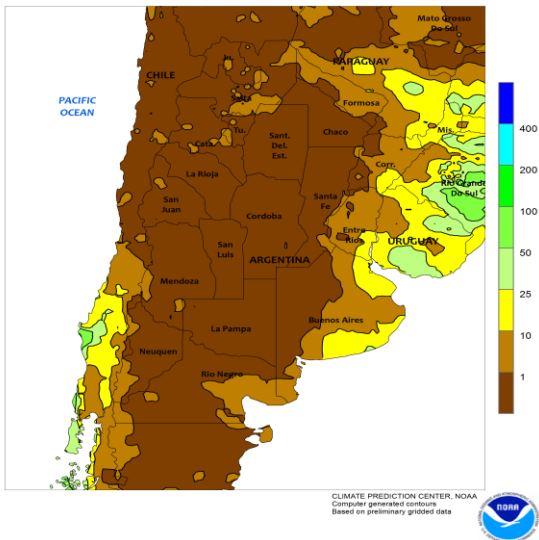 Mato Grosso
Do Sul
PARAGUAY
CHILE
Salta
PACIFIC
OCEAN
Formosa
400
Tu.
Chaco
Mis.
Sant.
Del.
Est.
Cata.
Corr.
200
La Rioja
Rio Grande
Do Sul
San
Juan
Santa
Fe
100
Cordoba
Entre
Rios
URUGUAY
San
Luis
50
ARGENTINA
Mendoza
25
Buenos Aires
La Pampa
10
Neuquen
Rio Negro
1
CLIMATE PREDICTION CENTER, NOAA
Computer generated contours
Based on preliminary gridded data
NOAA